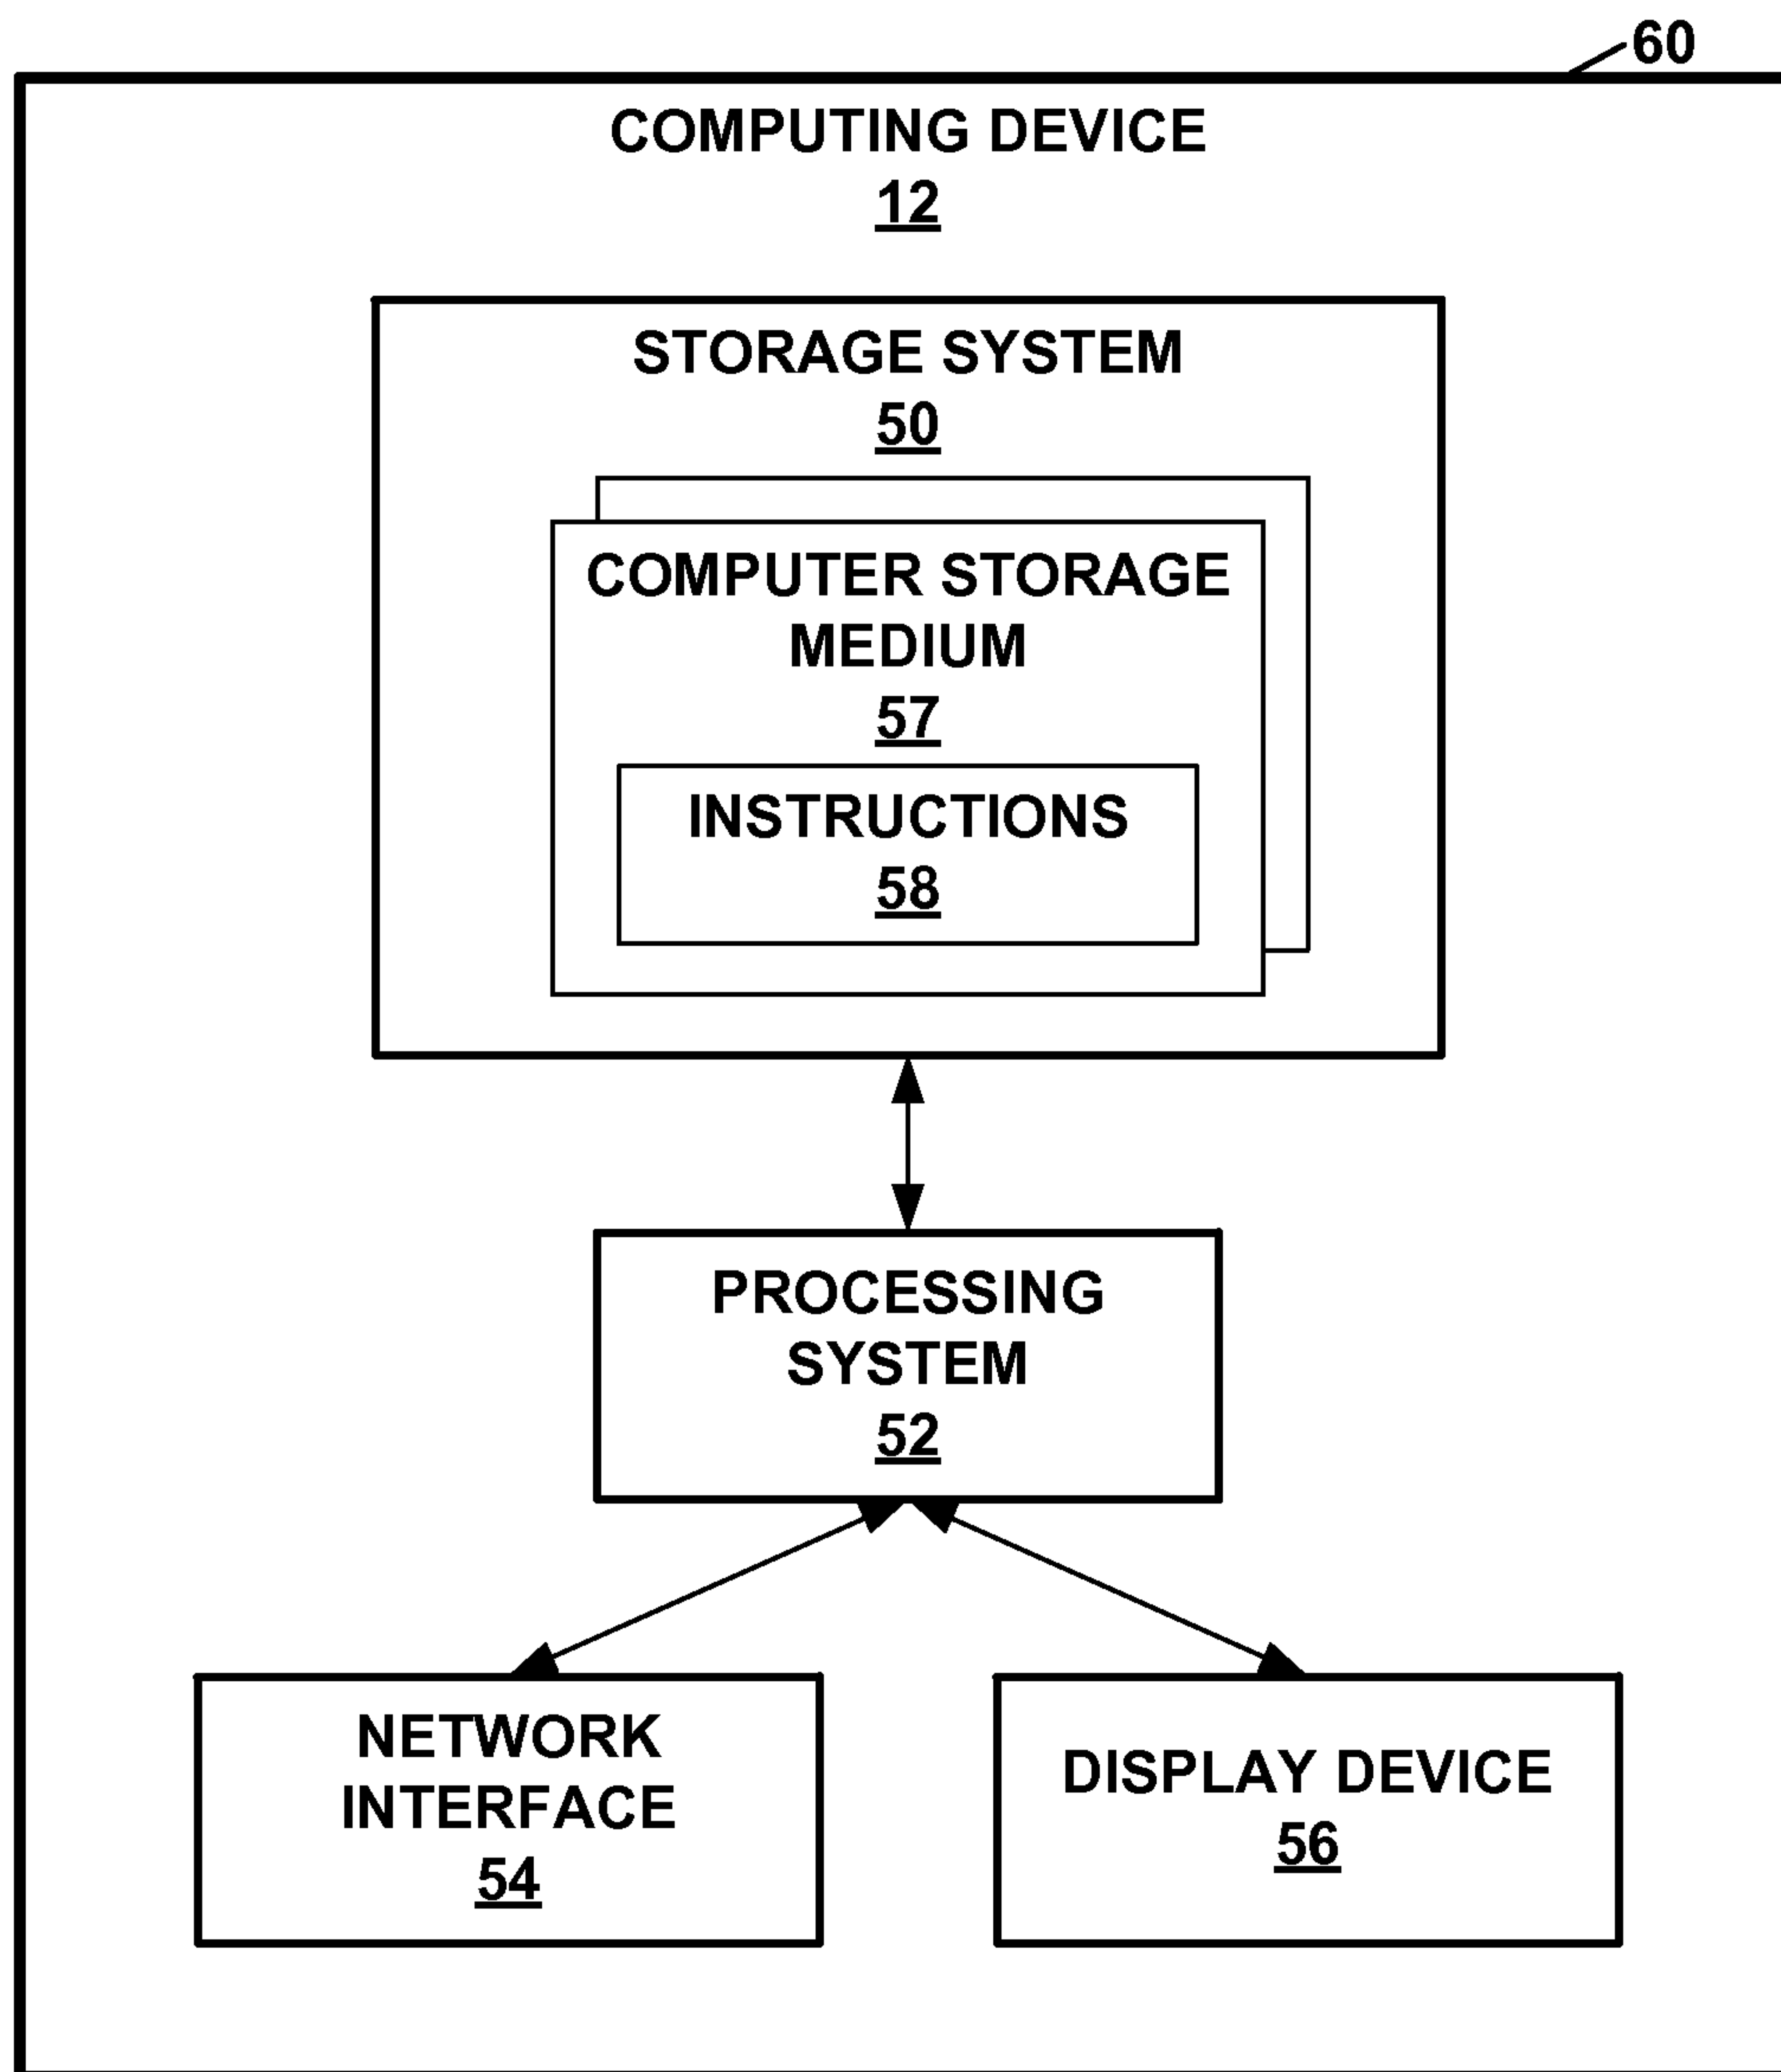 60
COMPUTING DEVICE
12
STORAGE SYSTEM
50
COMPUTER STORAGE
MEDIUM
57
INSTRUCTIONS
58
PROCESSING
SYSTEM
52
NETWORK
INTERFACE
54
DISPLAY DEVICE
56